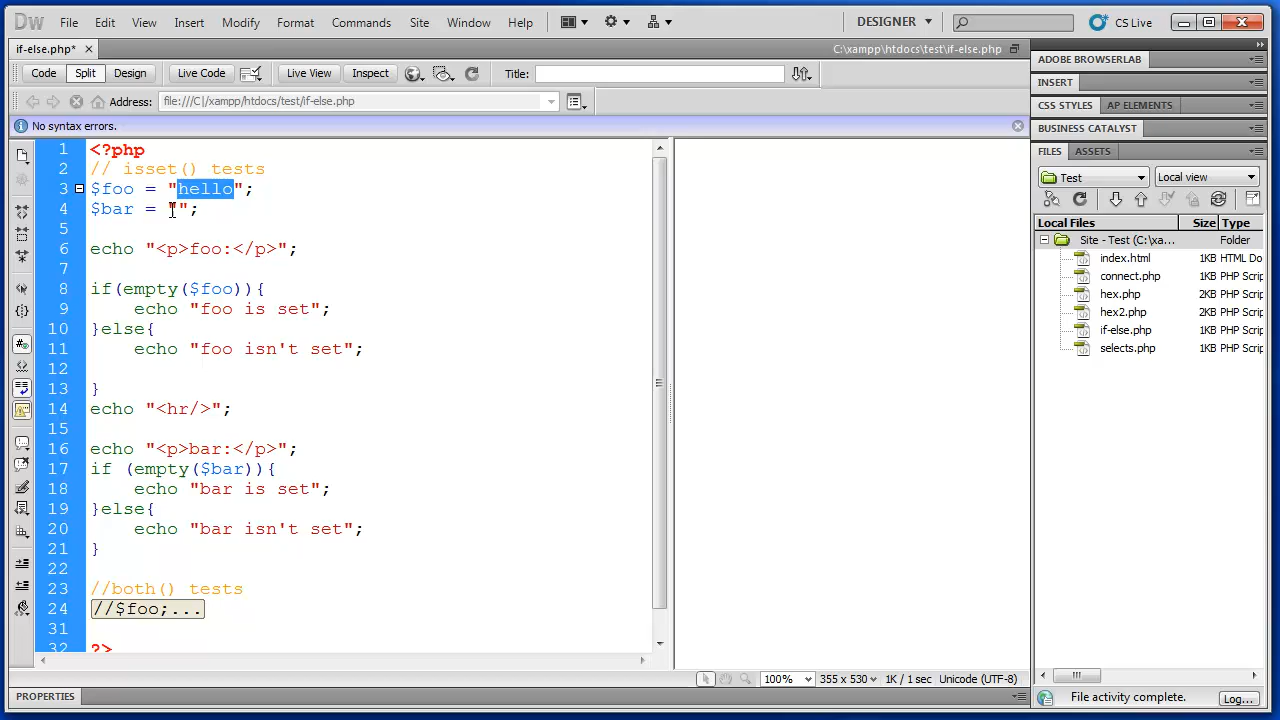 Dw File Edit View Insert Modify Format Commands Site Window Help DESIGNER CS Live
if-else.php* C:\xampp\htdocs\test\if-else.php
Code Split Design Live Code Live View Inspect Title:
Address: file:///C|/xampp/htdocs/test/if-else.php
No syntax errors.
1 <?php
2 // isset() tests
3 $foo = "hello";
4 $bar = "";
5
6 echo "<p>foo:</p>";
7
8 if(empty($foo)){
9 echo "foo is set";
10 }else{
11 echo "foo isn't set";
12
13 }
14 echo "<hr/>";
15
16 echo "<p>bar:</p>";
17 if (empty($bar)){
18 echo "bar is set";
19 }else{
20 echo "bar isn't set";
21 }
22
23 //both() tests
24 //$foo;...
31
32 ?>
100% 355 x 530 1K / 1 sec Unicode (UTF-8)
PROPERTIES
ADOBE BROWSERLAB
INSERT
CSS STYLES AP ELEMENTS
BUSINESS CATALYST
FILES ASSETS
Test Local view
Local Files Size Type
Site - Test (C:\xa... Folder
index.html 1KB HTML Do
connect.php 1KB PHP Scrip
hex.php 2KB PHP Scrip
hex2.php 2KB PHP Scrip
if-else.php 1KB PHP Scrip
selects.php 1KB PHP Scrip
File activity complete. Log...